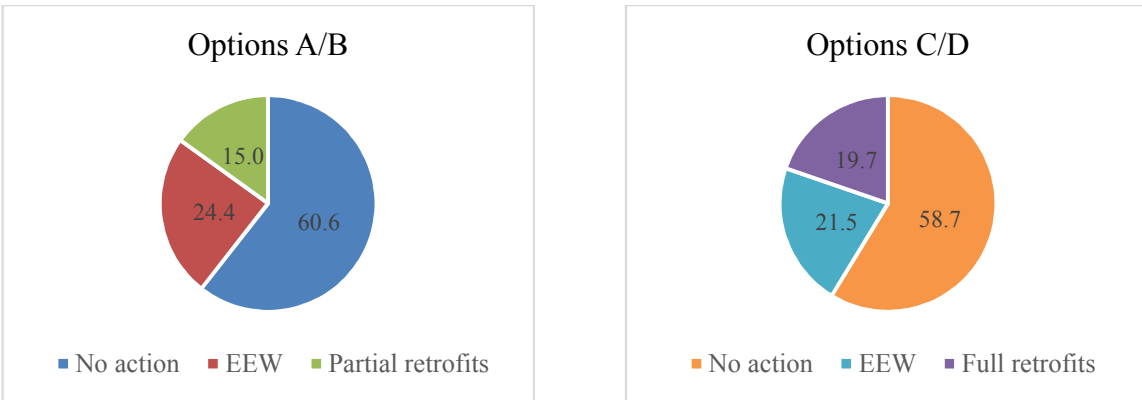 Options A/B
15.0
24.4
60.6
No action EEW Partial retrofits
Options C/D
19.7
21.5
58.7
No action EEW Full retrofits